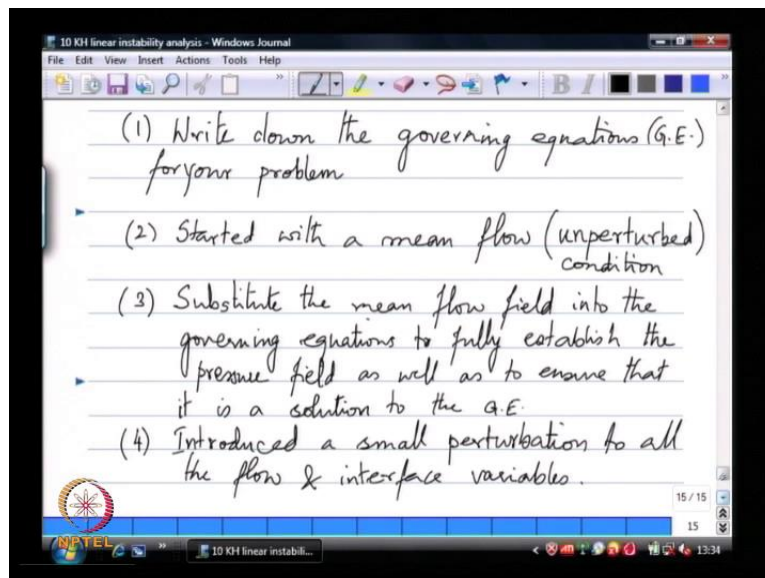 10 KH linear instability analysis - Windows Journal
File Edit View Insert Actions Tools Help
(1) Write down the governing equations (G.E.)
for your problem
(2) Started with a mean flow (unperturbed)
condition
(3) Substitute the mean flow field into the
governing equations to fully establish the
pressure field as well as to ensure that
it is a solution to the G.E.
(4) Introduced a small perturbation to all
the flow & interface variables.
15 / 15
15
NPTEL
10 KH linear instabili...
13:34